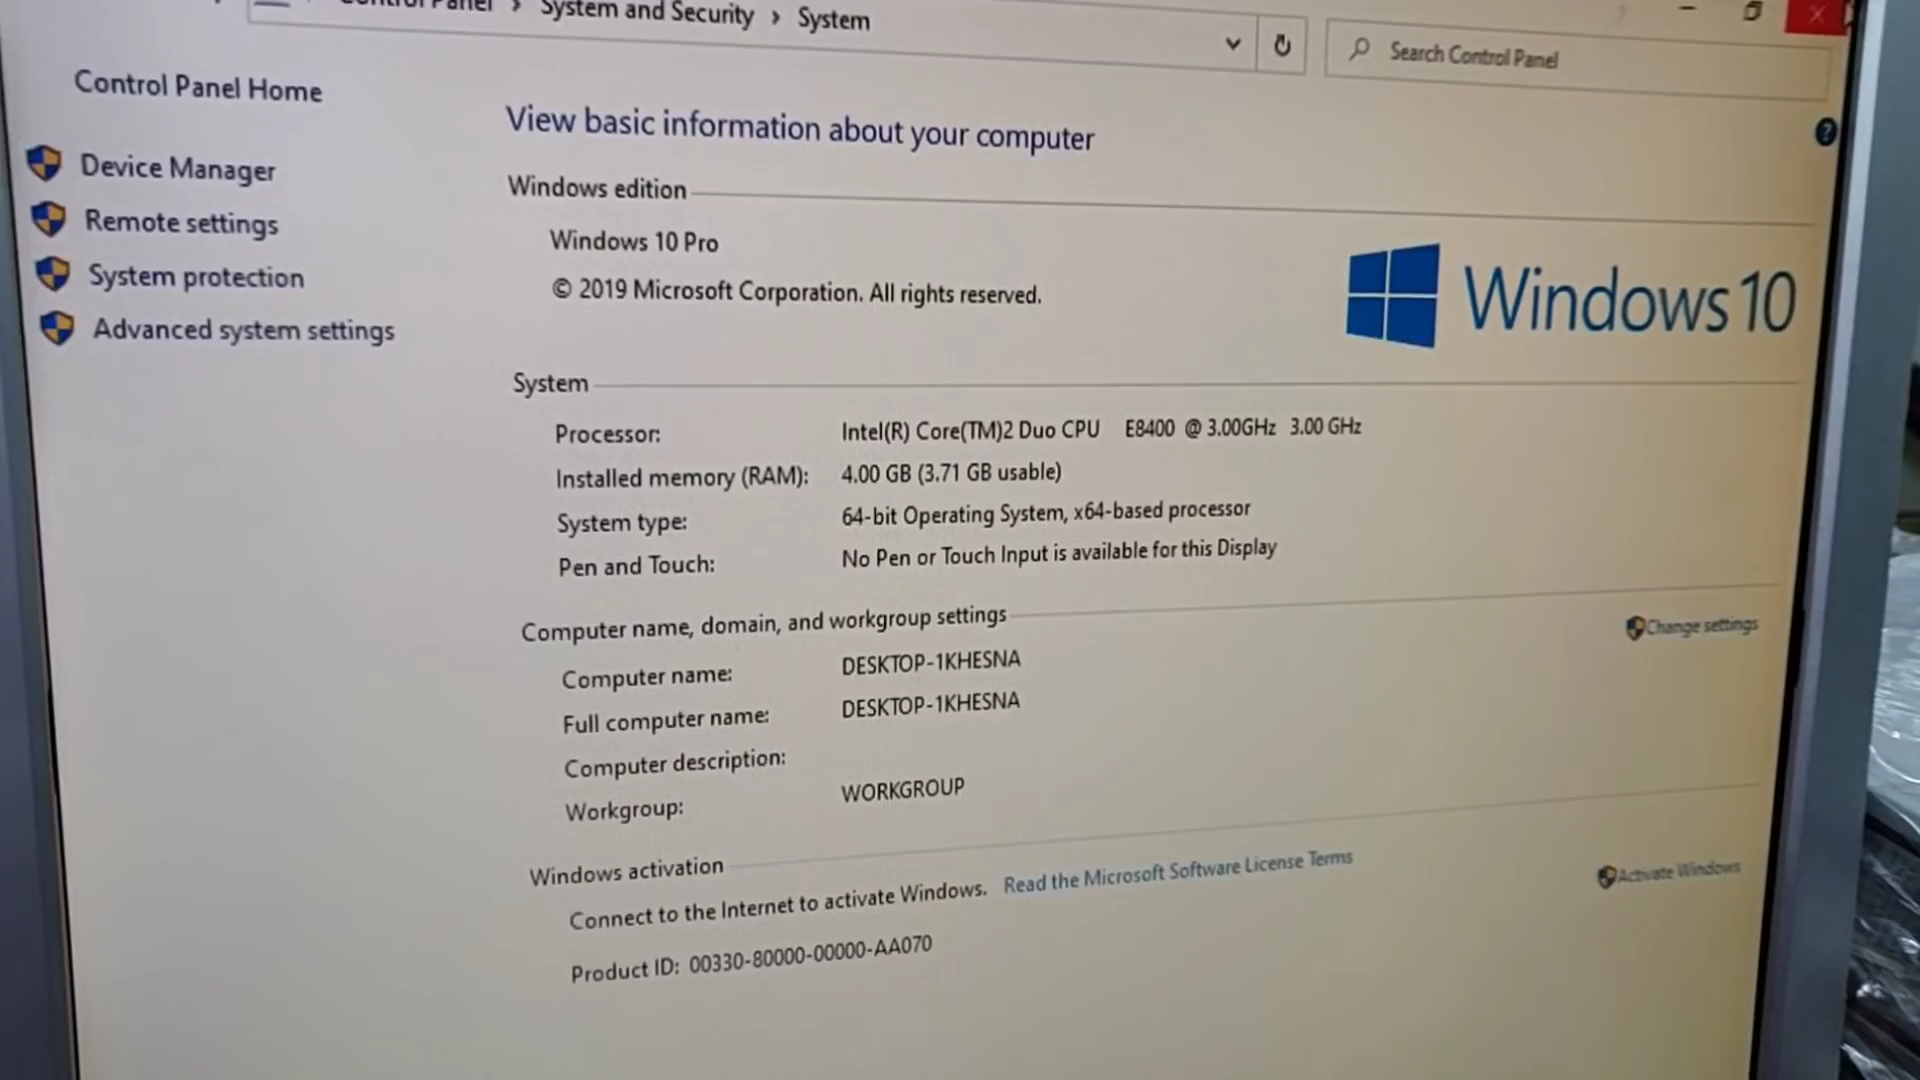 Control Panel › System and Security › System
Search Control Panel
Control Panel Home
Device Manager
Remote settings
System protection
Advanced system settings
View basic information about your computer
Windows edition
Windows 10 Pro
© 2019 Microsoft Corporation. All rights reserved.
Windows 10
System
Processor: Intel(R) Core(TM)2 Duo CPU E8400 @ 3.00GHz 3.00 GHz
Installed memory (RAM): 4.00 GB (3.71 GB usable)
System type: 64-bit Operating System, x64-based processor
Pen and Touch: No Pen or Touch Input is available for this Display
Computer name, domain, and workgroup settings
Change settings
Computer name: DESKTOP-1KHESNA
Full computer name: DESKTOP-1KHESNA
Computer description:
Workgroup: WORKGROUP
Windows activation
Connect to the Internet to activate Windows. Read the Microsoft Software License Terms
Activate Windows
Product ID: 00330-80000-00000-AA070